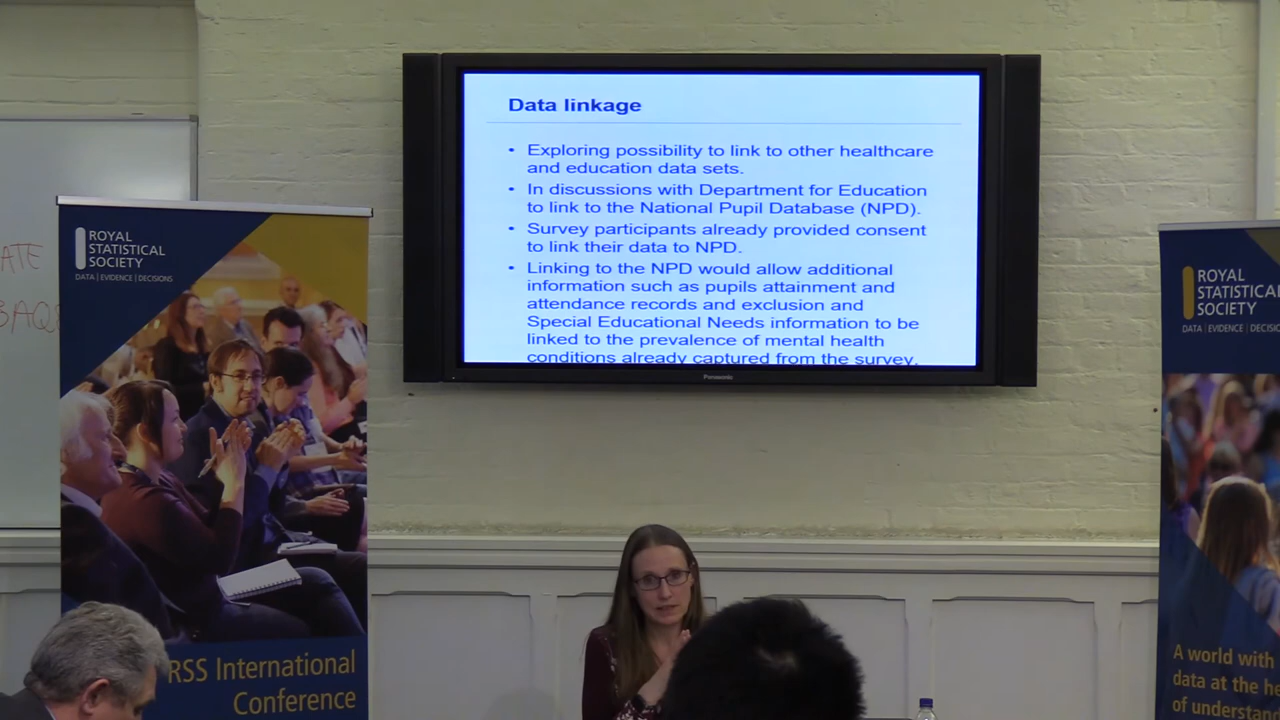 Data linkage
• Exploring possibility to link to other healthcare
and education data sets.
• In discussions with Department for Education
to link to the National Pupil Database (NPD).
• Survey participants already provided consent
to link their data to NPD.
• Linking to the NPD would allow additional
information such as pupils attainment and
attendance records and exclusion and
Special Educational Needs information to be
linked to the prevalence of mental health
conditions already captured from the survey.
Panasonic
ATE
BAQ
ROYAL
STATISTICAL
SOCIETY
DATA | EVIDENCE | DECISIONS
RSS International
Conference
ROYAL
STATISTICAL
SOCIETY
DATA | EVIDENCE | DECISIO
A world with
data at the he
of understan